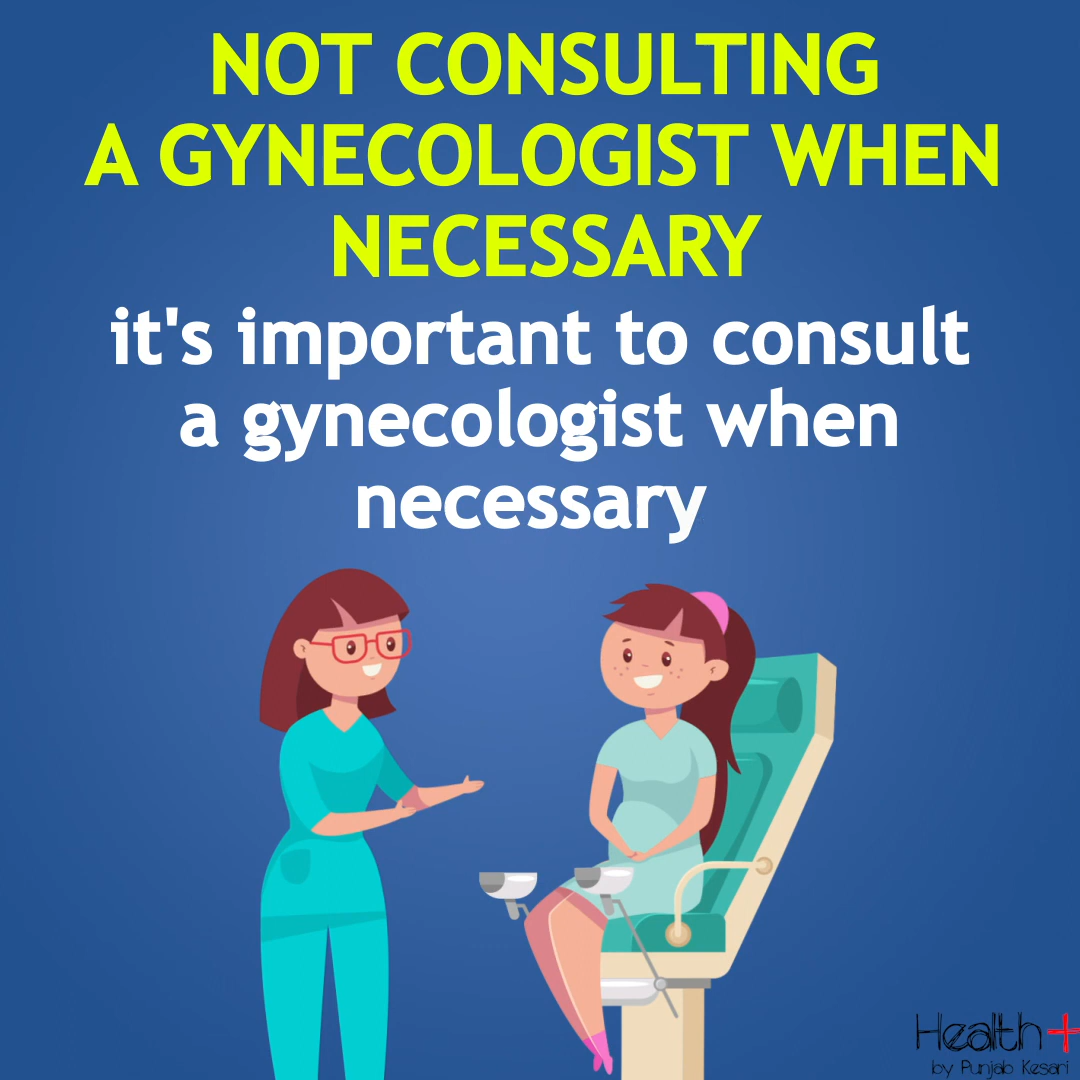 NOT CONSULTING
A GYNECOLOGIST WHEN
NECESSARY
it's important to consult
a gynecologist when
necessary
Health+
by Punjab Kesari